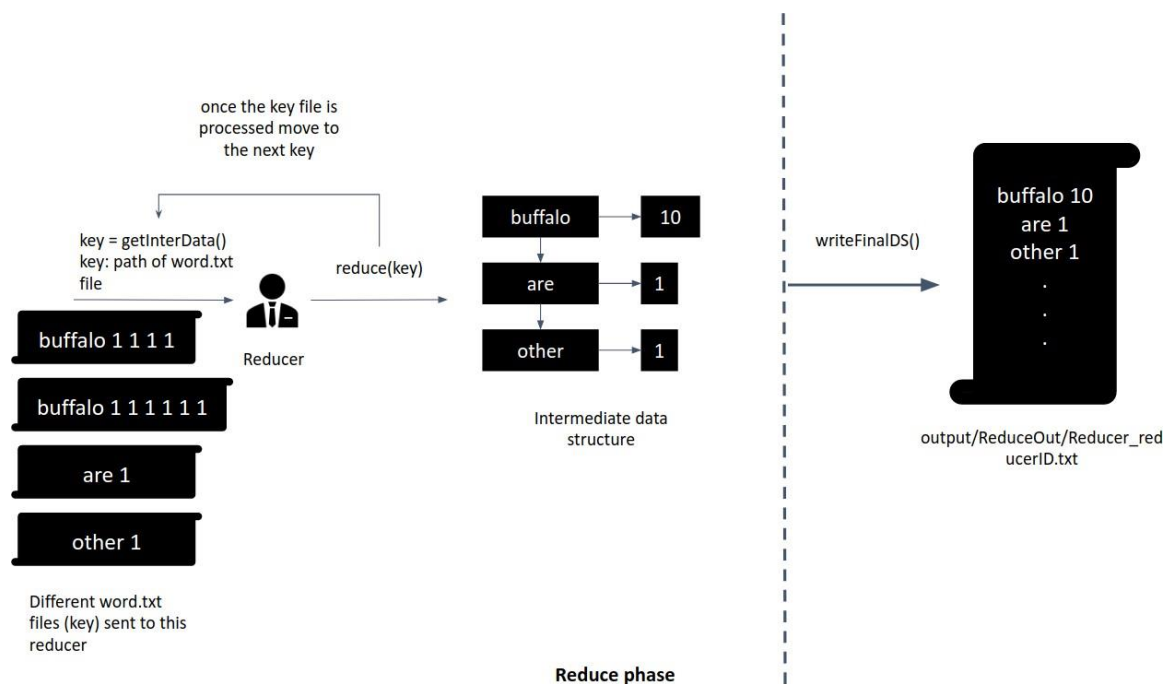 once the key file is
processed move to
the next key
key = getInterData()
key: path of word.txt
file
reduce(key)
Reducer
buffalo 1 1 1 1
buffalo 1 1 1 1 1 1
are 1
other 1
Different word.txt
files (key) sent to this
reducer
buffalo
10
are
1
other
1
Intermediate data
structure
writeFinalDS()
buffalo 10
are 1
other 1
.
.
.
output/ReduceOut/Reducer_red
ucerID.txt
Reduce phase